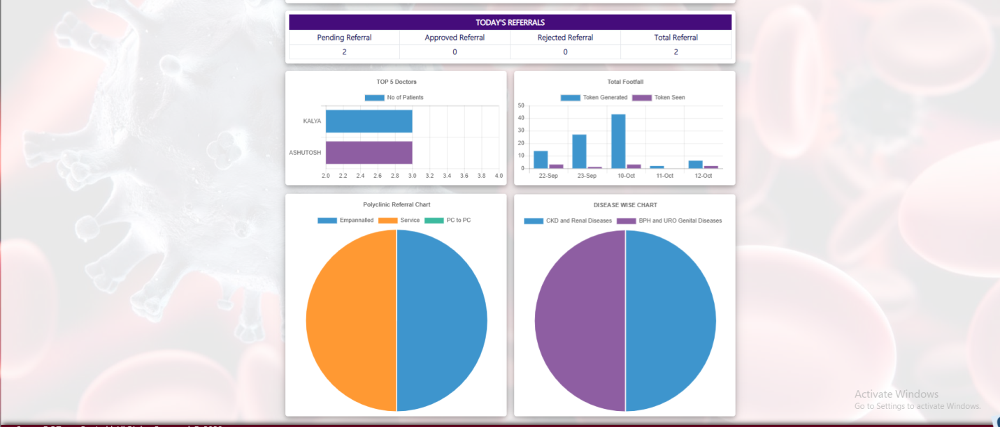 TODAY'S REFERRALS
Pending Referral Approved Referral Rejected Referral Total Referral
2 0 0 2
TOP 5 Doctors
No of Patients
KALYA
ASHUTOSH
2.0 2.2 2.4 2.6 2.8 3.0 3.2 3.4 3.6 3.8 4.0
Total Footfall
Token Generated Token Seen
50
40
30
20
10
0
22-Sep 23-Sep 10-Oct 11-Oct 12-Oct
Polyclinic Referral Chart
Empannalled Service PC to PC
DISEASE WISE CHART
CKD and Renal Diseases BPH and URO Genital Diseases
Activate Windows
Go to Settings to activate Windows.